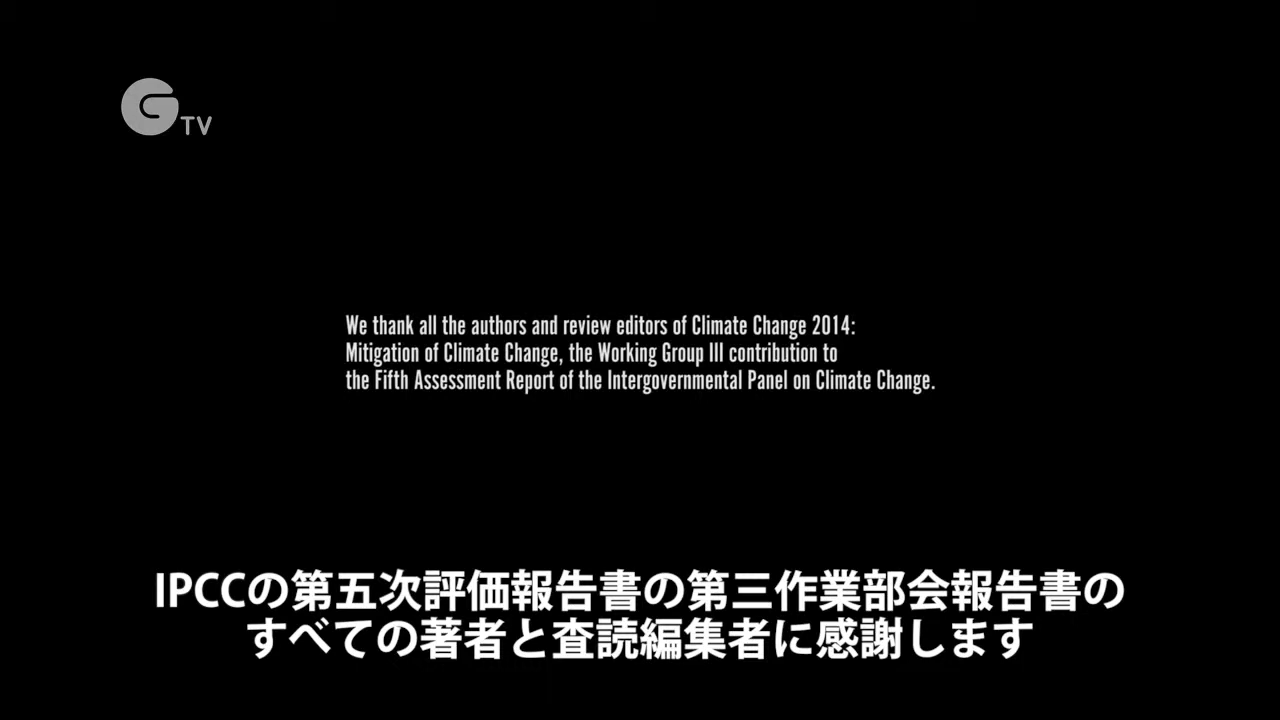 G TV
We thank all the authors and review editors of Climate Change 2014:
Mitigation of Climate Change, the Working Group III contribution to
the Fifth Assessment Report of the Intergovernmental Panel on Climate Change.
IPCCの第五次評価報告書の第三作業部会報告書の
すべての著者と査読編集者に感謝します